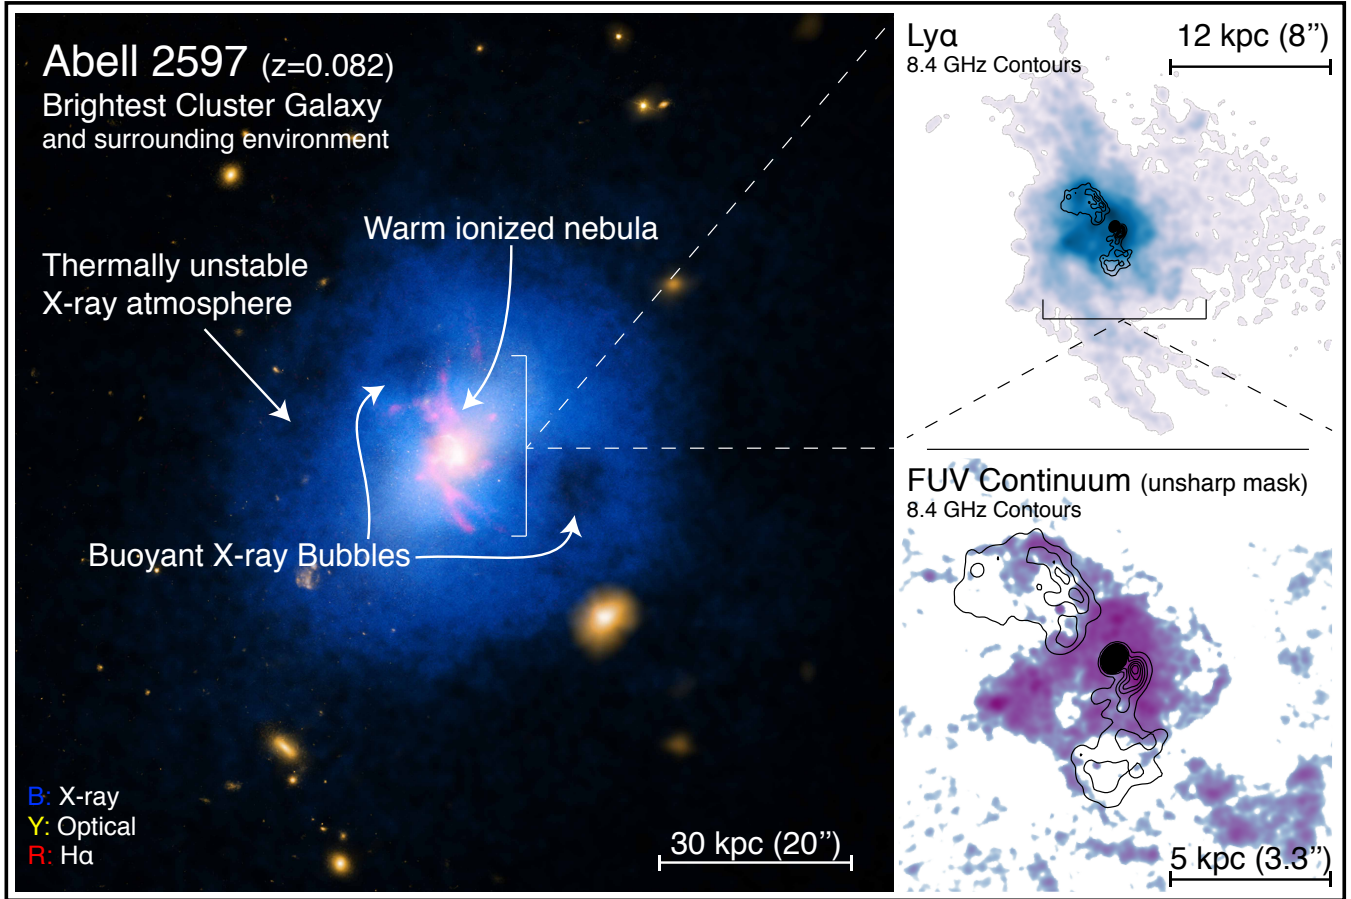 Abell 2597 (z=0.082)
Brightest Cluster Galaxy
and surrounding environment
Warm ionized nebula
Thermally unstable
X-ray atmosphere
Buoyant X-ray Bubbles
B: X-ray
Y: Optical
R: Hα
30 kpc (20”)
Lyα
8.4 GHz Contours
12 kpc (8”)
FUV Continuum (unsharp mask)
8.4 GHz Contours
5 kpc (3.3”)